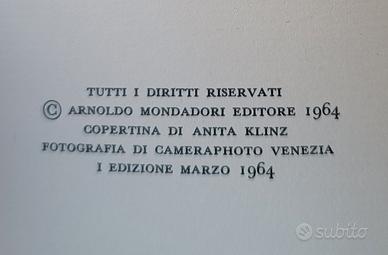 TUTTI I DIRITTI RISERVATI
© ARNOLDO MONDADORI EDITORE 1964
COPERTINA DI ANITA KLINZ
FOTOGRAFIA DI CAMERAPHOTO VENEZIA
I EDIZIONE MARZO 1964
subito